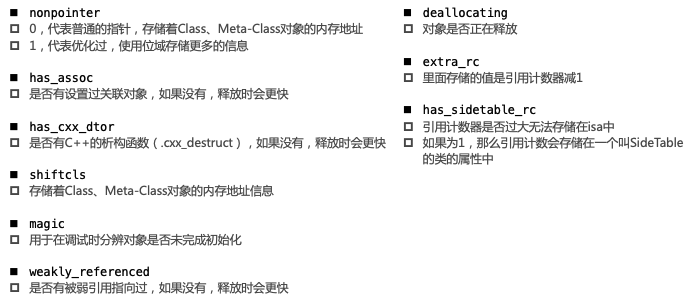 nonpointer
0，代表普通的指针，存储着Class、Meta-Class对象的内存地址
1，代表优化过，使用位域存储更多的信息
has_assoc
是否有设置过关联对象，如果没有，释放时会更快
has_cxx_dtor
是否有C++的析构函数（.cxx_destruct），如果没有，释放时会更快
shiftcls
存储着Class、Meta-Class对象的内存地址信息
magic
用于在调试时分辨对象是否未完成初始化
weakly_referenced
是否有被弱引用指向过，如果没有，释放时会更快
deallocating
对象是否正在释放
extra_rc
里面存储的值是引用计数器减1
has_sidetable_rc
引用计数器是否过大无法存储在isa中
如果为1，那么引用计数会存储在一个叫SideTable
的类的属性中